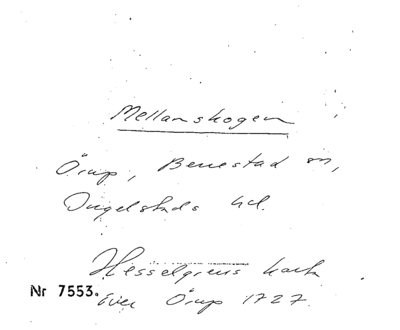 Mellanskogen
Örup, Benestad sn,
Ingelstads hd.
Hesselgrens karta
över Örup 1727.
Nr 7553.